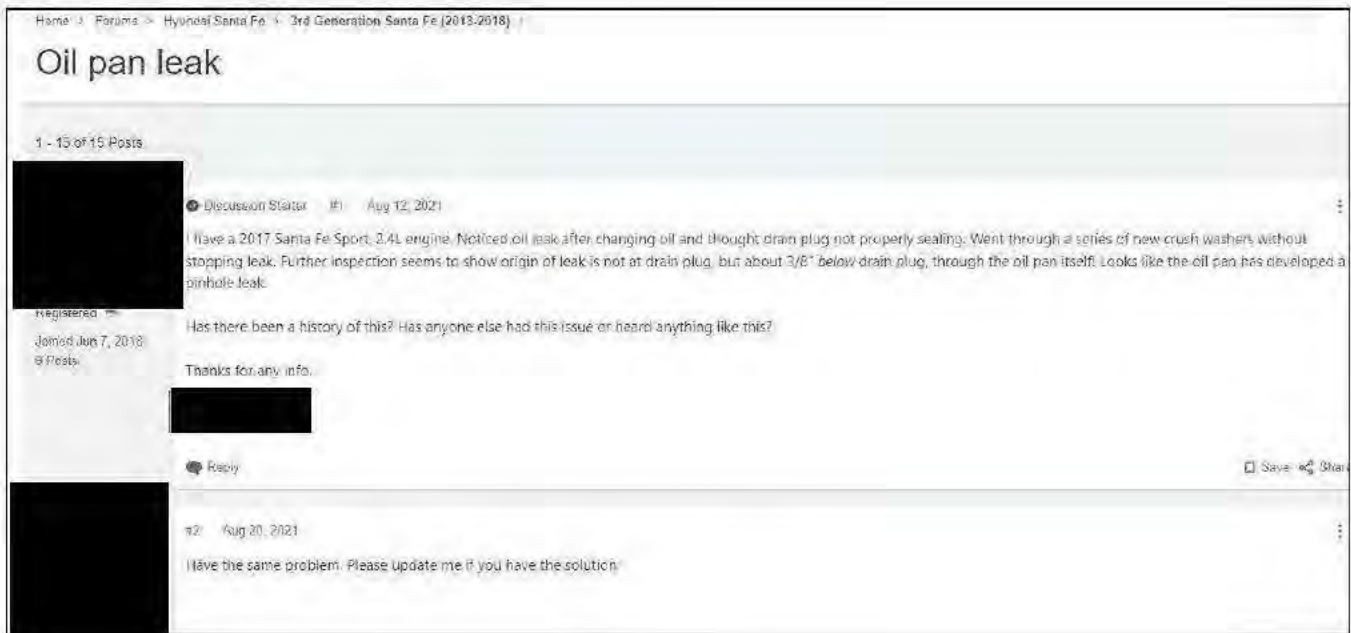 Home > Forums > Hyundai Santa Fe > 3rd Generation Santa Fe (2013-2018)
Oil pan leak
1 - 15 of 15 Posts
Discussion Starter #1 Aug 12, 2021
I have a 2017 Santa Fe Sport, 2.4L engine. Noticed oil leak after changing oil and thought drain plug not properly sealing. Went through a series of new crush washers without
stopping leak. Further inspection seems to show origin of leak is not at drain plug, but about 3/8" below drain plug, through the oil pan itself! Looks like the oil pan has developed a
pinhole leak.
Registered
Has there been a history of this? Has anyone else had this issue or heard anything like this?
Joined Jun 7, 2018
Posts
Thanks for any info.
Reply
Save Share
#2 Aug 20, 2021
Have the same problem. Please update me if you have the solution